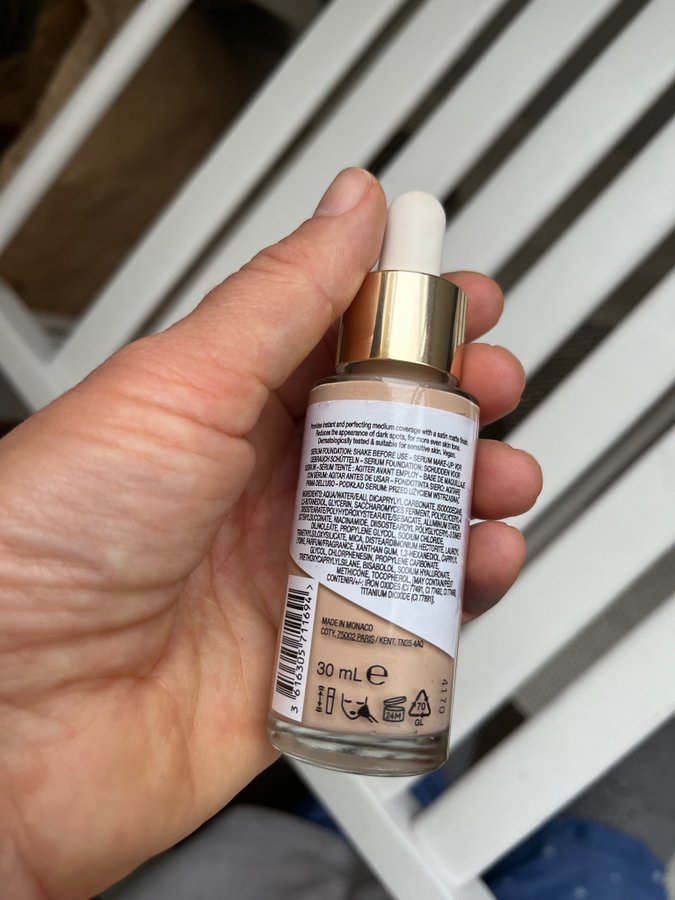 Provides instant and perfecting medium coverage with a satin matte finish.
Reduces the appearance of dark spots, for more even skin tone.
Dermatologically tested & suitable for sensitive skin. Vegan.
SERUM FOUNDATION: SHAKE BEFORE USE – SERUM MAKE-UP: VOR
GEBRAUCH SCHÜTTELN – SERUM FOUNDATION: SCHUDDEN VOOR
GEBRUIK – SÉRUM TEINTÉ : AGITER AVANT EMPLOY – BASE DE MAQUILLAJE
CON SÉRUM: AGITAR ANTES DE USAR – FONDOTINTA SIERO: AGITARE
PRIMA DELL'USO – PODKŁAD SERUM: PRZED UŻYCIEM WSTRZĄSNĄĆ
INGREDIENTS: AQUA/WATER/EAU, DICAPRYLYL CARBONATE, ISODODECANE,
BUTANEDIOL, GLYCERIN, SACCHAROMYCES FERMENT, POLYGLYCERYL-4
DIISOSTEARATE/POLYHYDROXYSTEARATE/SEBACATE, ALUMINUM STARCH
OCTENYLSUCCINATE, NIACINAMIDE, DIISOSTEAROYL POLYGLYCERYL-3 DIMER
DILINOLEATE, PROPYLENE GLYCOL, SODIUM CHLORIDE,
TRIMETHYLSILOXYSILICATE, MICA, DISTEARDIMONIUM HECTORITE, LAUROYL
LYSINE, PARFUM/FRAGRANCE, XANTHAN GUM, 1,2-HEXANEDIOL, CAPRYLYL
GLYCOL, CHLORPHENESIN, PROPYLENE CARBONATE,
TRIETHOXYCAPRYLYLSILANE, BISABOLOL, SODIUM HYALURONATE,
METHICONE, TOCOPHEROL, [MAY CONTAIN/PEUT
CONTENIR/+/-: IRON OXIDES (CI 77491, CI 77492, CI 77499),
TITANIUM DIOXIDE (CI 77891)].
MADE IN MONACO
COTY, 75002 PARIS / KENT, TN25 4AQ
30 mL e
24M
70
GL
4170
3 616305 711694 >